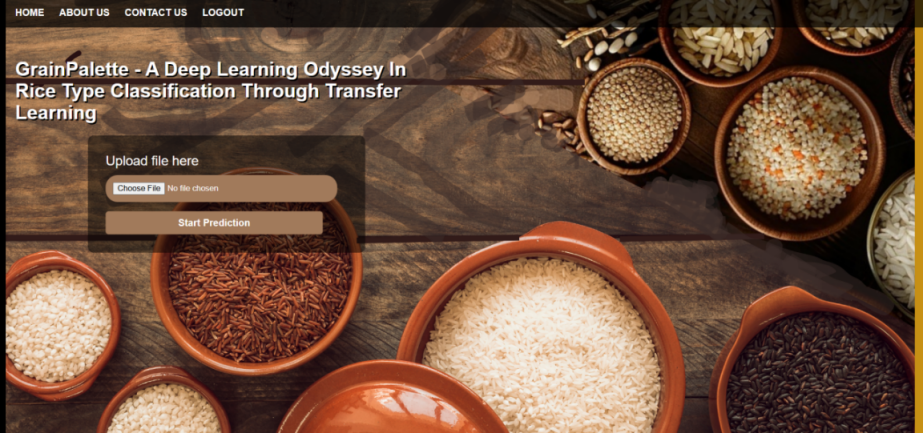 HOME ABOUT US CONTACT US LOGOUT
GrainPalette - A Deep Learning Odyssey In
Rice Type Classification Through Transfer
Learning
Upload file here
Choose File No file chosen
Start Prediction